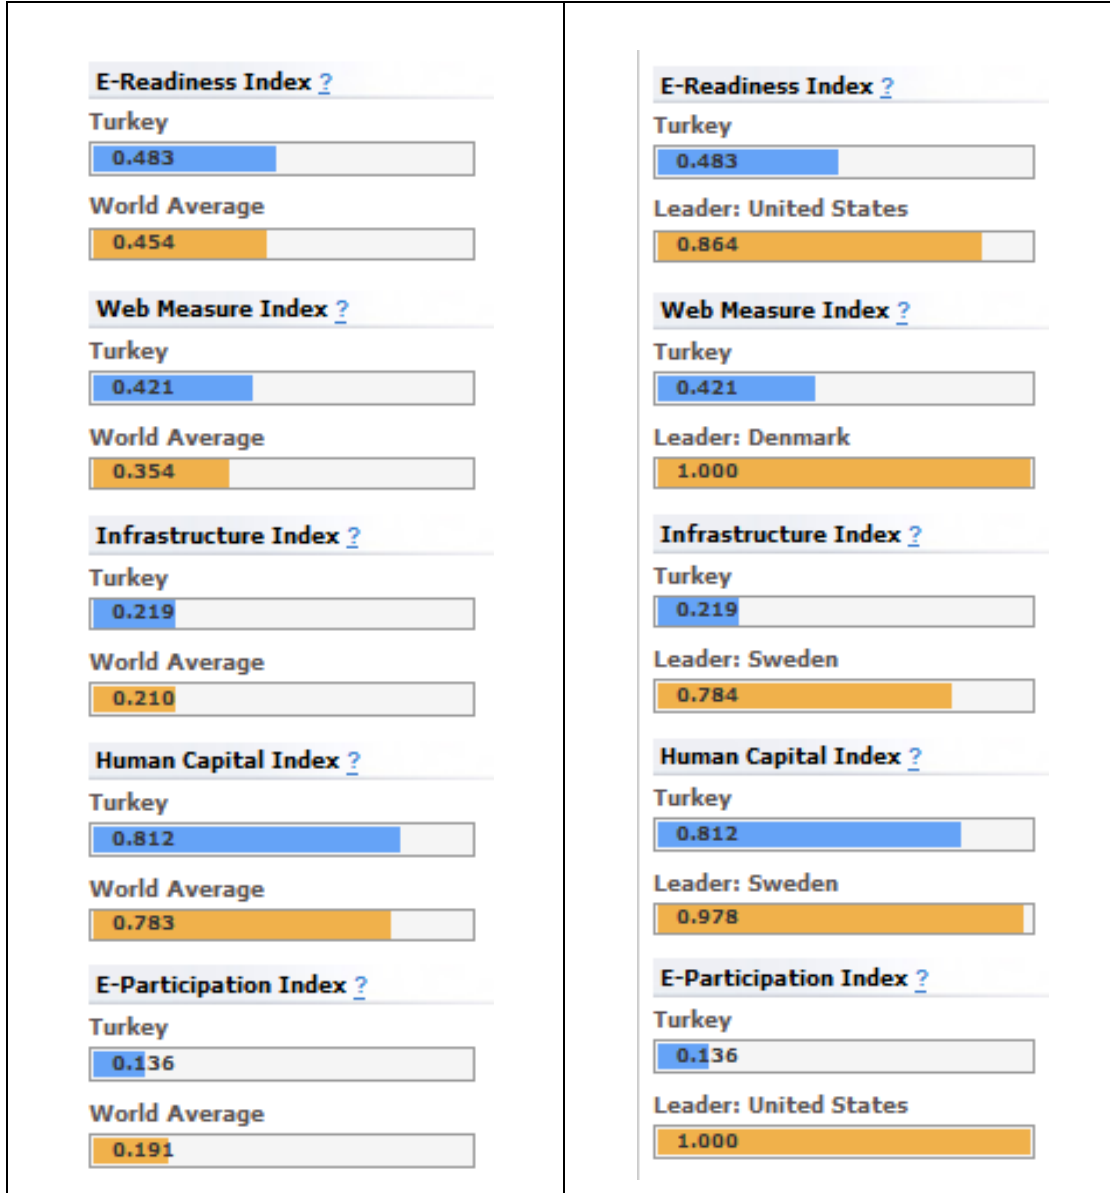 E-Readiness Index ?
Turkey
0.483
World Average
0.454
Web Measure Index ?
Turkey
0.421
World Average
0.354
Infrastructure Index ?
Turkey
0.219
World Average
0.210
Human Capital Index ?
Turkey
0.812
World Average
0.783
E-Participation Index ?
Turkey
0.136
World Average
0.191
E-Readiness Index ?
Turkey
0.483
Leader: United States
0.864
Web Measure Index ?
Turkey
0.421
Leader: Denmark
1.000
Infrastructure Index ?
Turkey
0.219
Leader: Sweden
0.784
Human Capital Index ?
Turkey
0.812
Leader: Sweden
0.978
E-Participation Index ?
Turkey
0.136
Leader: United States
1.000